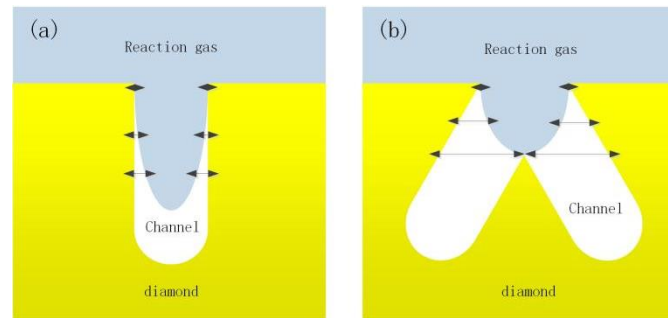 (a)
Reaction gas
Channel
diamond
(b)
Reaction gas
Channel
diamond